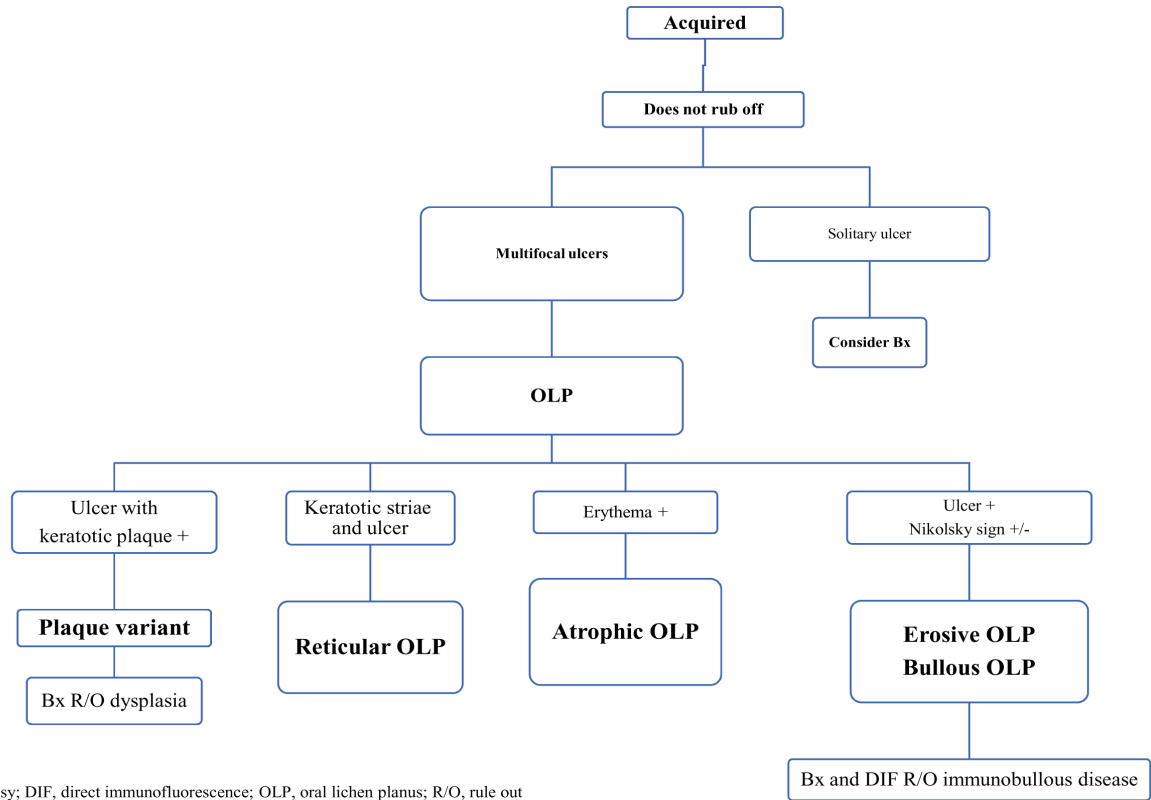 Acquired
Does not rub off
Multifocal ulcers
Solitary ulcer
Consider Bx
OLP
Ulcer with
keratotic plaque +
Keratotic striae
and ulcer
Erythema +
Ulcer +
Nikolsky sign +/-
Plaque variant
Reticular OLP
Atrophic OLP
Erosive OLP
Bullous OLP
Bx R/O dysplasia
Bx and DIF R/O immunobullous disease
sy; DIF, direct immunofluorescence; OLP, oral lichen planus; R/O, rule out